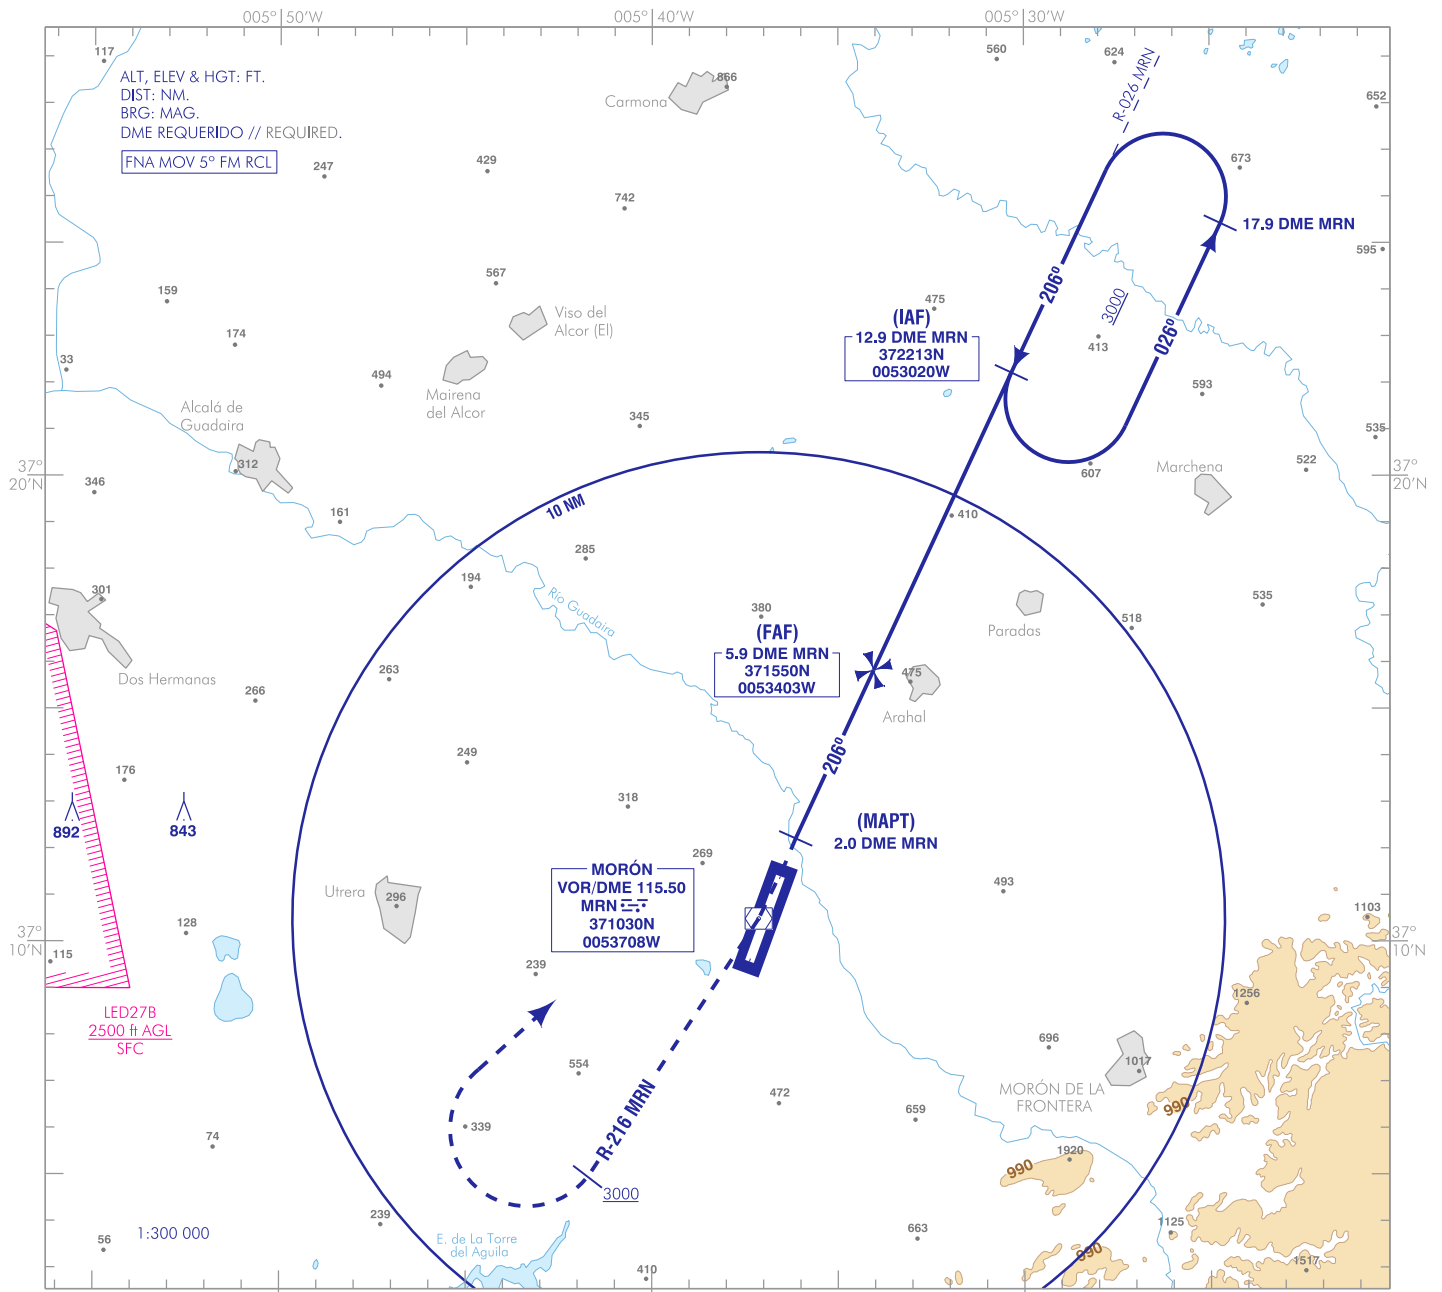 005° 50'W
005° 40'W
005° 30'W
117
ALT, ELEV & HGT: FT.
DIST: NM.
BRG: MAG.
DME REQUERIDO // REQUIRED.
FNA MOV 5º FM RCL
866
Carmona
560
624
R-026 MRN
652
247
429
742
673
17.9 DME MRN
595
159
567
174
Viso del
Alcor (El)
475
206º
3000
026º
413
(IAF)
12.9 DME MRN
372213N
0053020W
33
494
Mairena
del Alcor
593
Alcalá de
Guadaira
345
535
312
37°
20'N
346
607
Marchena
522
37°
20'N
10 NM
161
410
285
194
Río Guadaira
301
380
535
Paradas
518
(FAF)
5.9 DME MRN
371550N
0053403W
Dos Hermanas
263
266
475
Arahal
249
206º
176
318
892
843
(MAPT)
2.0 DME MRN
269
MORÓN
VOR/DME 115.50
MRN
371030N
0053708W
Utrera
296
493
1103
128
37°
10'N
115
37°
10'N
239
LED27B
2500 ft AGL
SFC
1256
696
554
1017
MORÓN DE LA
FRONTERA
990
472
659
339
R-216 MRN
74
1920
990
3000
239
1:300 000
56
E. de La Torre
del Aguila
663
1125
990
410
1517